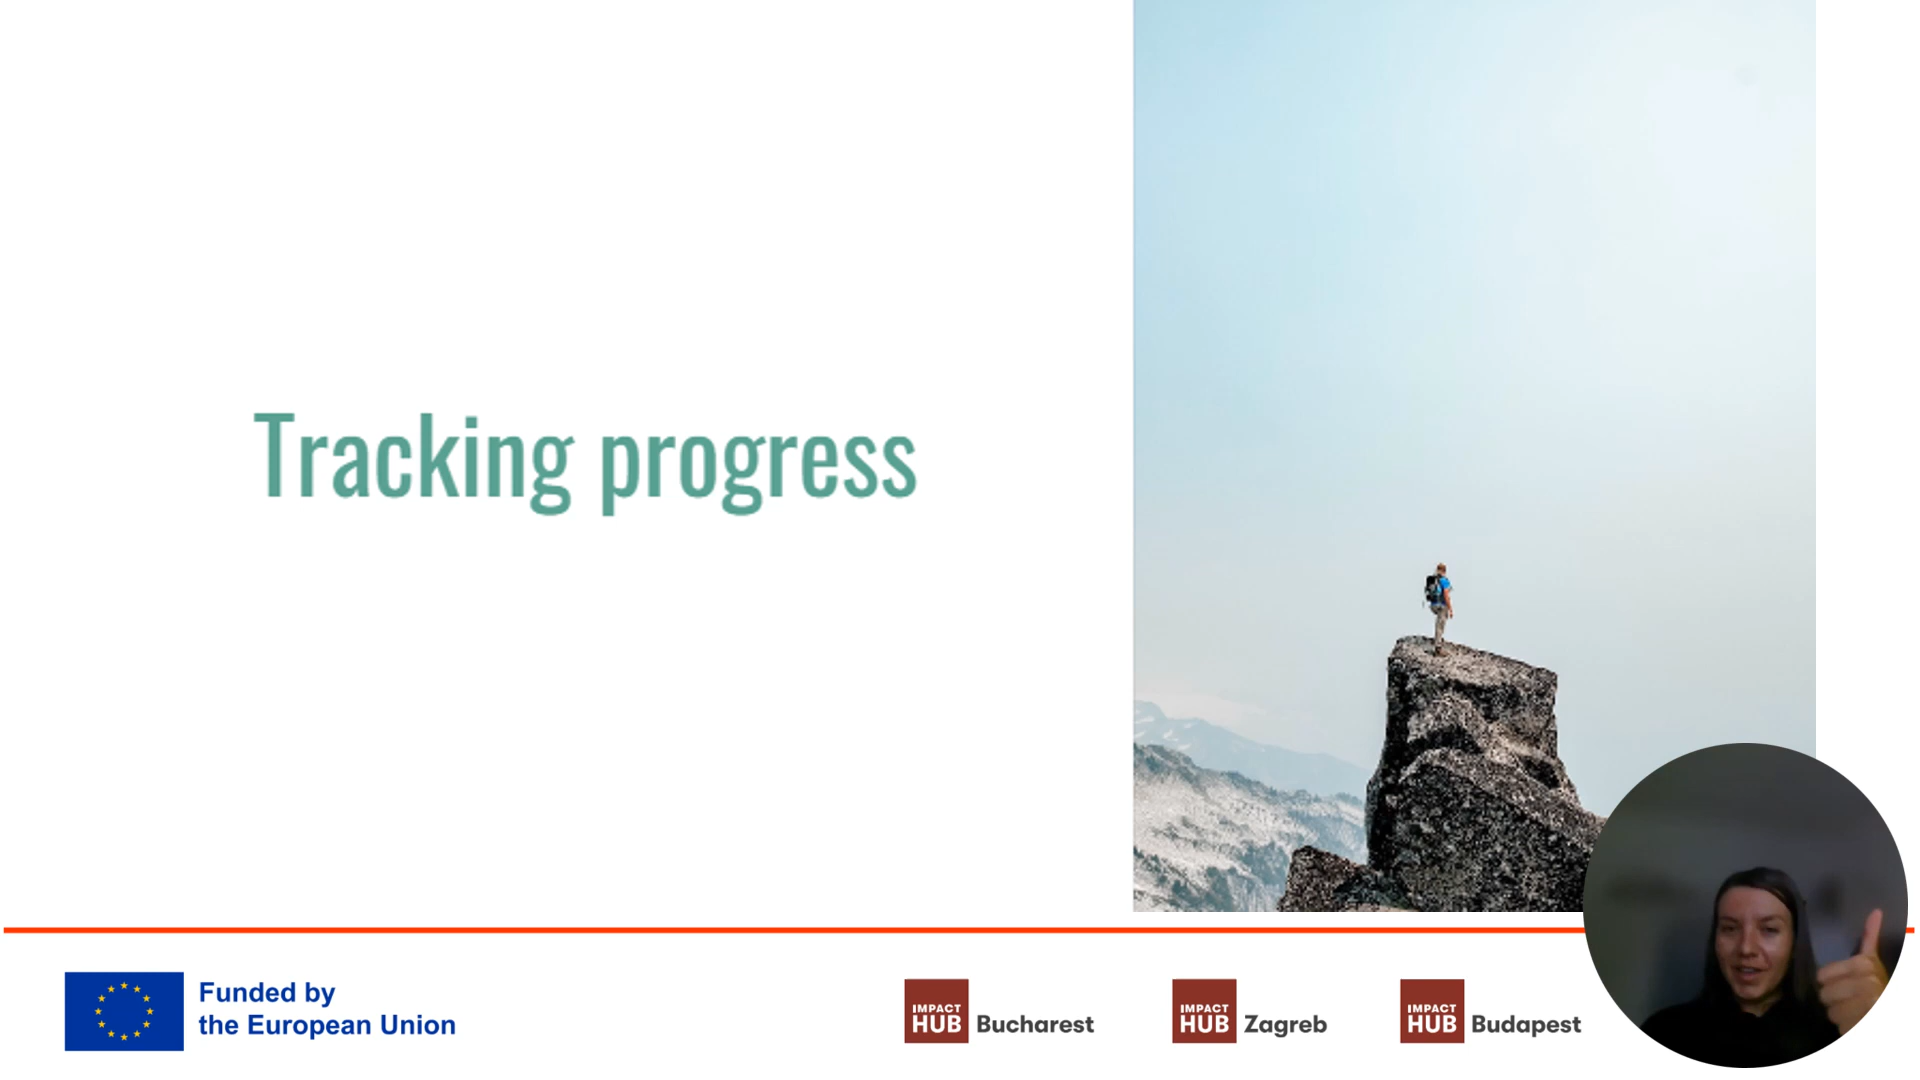 Tracking progress
Funded by
the European Union
IMPACT
HUB Bucharest
IMPACT
HUB Zagreb
IMPACT
HUB Budapest